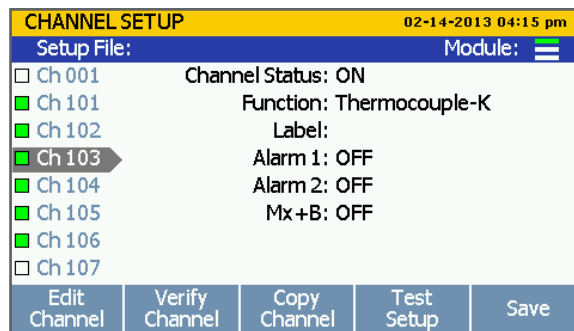 CHANNEL SETUP 02-14-2013 04:15 pm
Setup File: Module:
Ch 001 Channel Status: ON
Ch 101 Function: Thermocouple-K
Ch 102 Label:
Ch 103 Alarm 1: OFF
Ch 104 Alarm 2: OFF
Ch 105 Mx+B: OFF
Ch 106
Ch 107
Edit Channel Verify Channel Copy Channel Test Setup Save